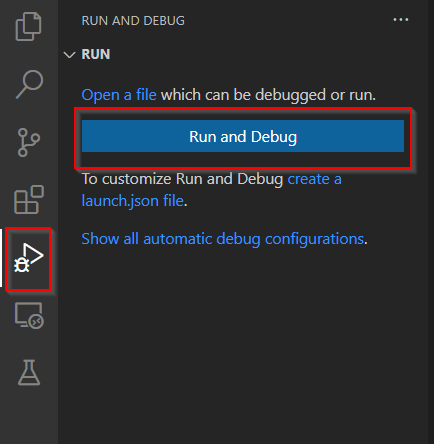 RUN AND DEBUG
RUN
Open a file which can be debugged or run.
Run and Debug
To customize Run and Debug create a
launch.json file.
Show all automatic debug configurations.